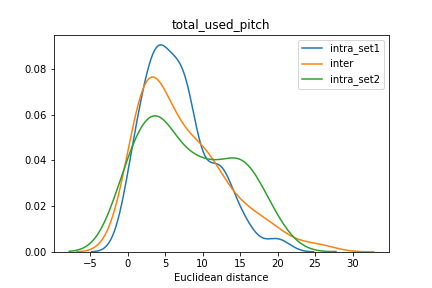 total_used_pitch
intra_set1
inter
intra_set2
0.08
0.06
0.04
0.02
0.00
−5 0 5 10 15 20 25 30
Euclidean distance